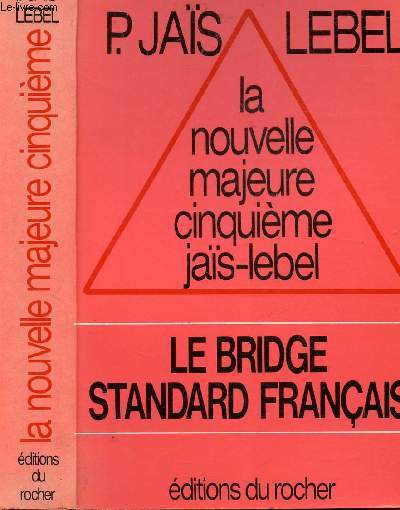 Le-Livre.com
LEBEL
la nouvelle majeure cinquième
éditions
du
rocher
P. JAÏS LEBEL
la
nouvelle
majeure
cinquième
jaïs-lebel
LE BRIDGE
STANDARD FRANÇAIS
éditions du rocher